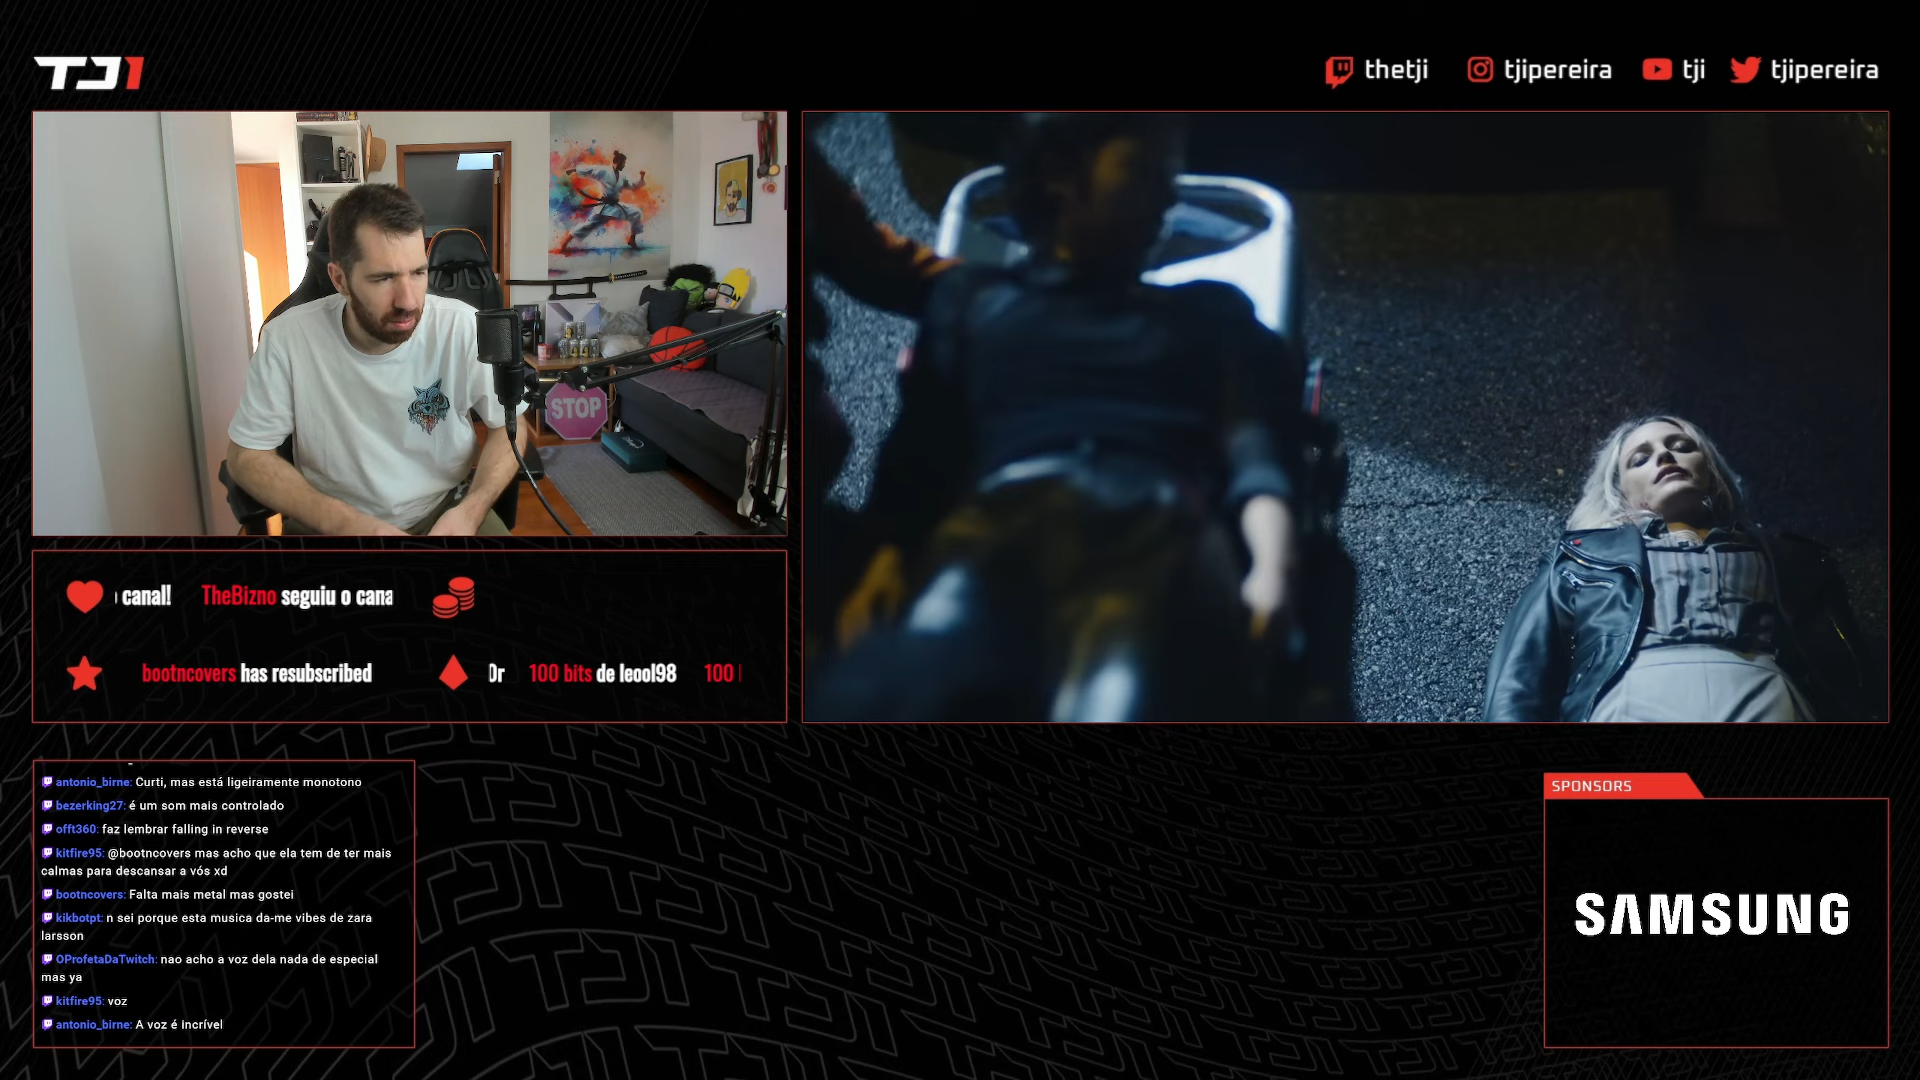 TJ1
thetji
tjipereira
tji
tjipereira
STOP
canal! TheBizno seguiu o cana
bootncovers has resubscribed
100 bits de leool98 100
antonio_birne: Curti, mas está ligeiramente monotono
bezerking27: é um som mais controlado
offt360: faz lembrar falling in reverse
kitfire95: @bootncovers mas acho que ela tem de ter mais
calmas para descansar a vós xd
bootncovers: Falta mais metal mas gostei
kikbotpt: n sei porque esta musica da-me vibes de zara
larsson
OProfetaDaTwitch: nao acho a voz dela nada de especial
mas ya
kitfire95: voz
antonio_birne: A voz é incrível
SPONSORS
SAMSUNG